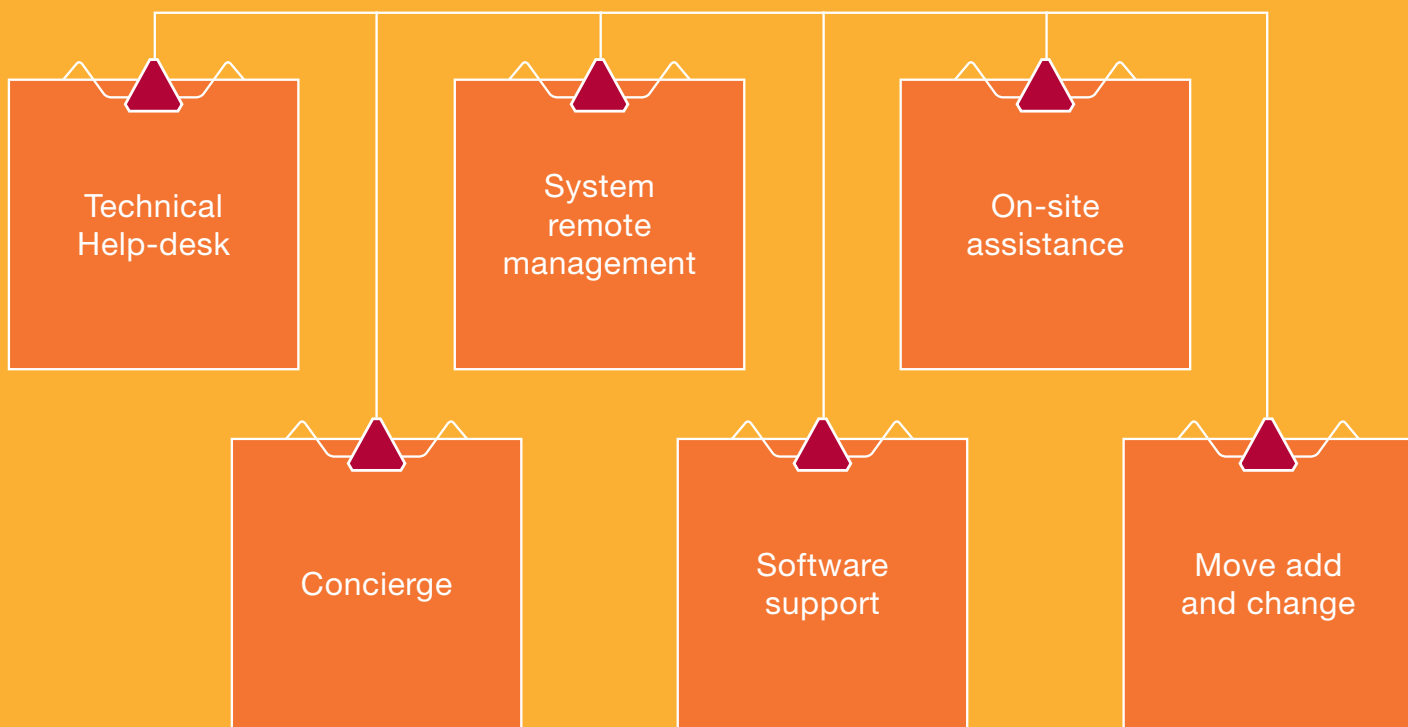 Technical
Help-desk
System
remote
management
On-site
assistance
Concierge
Software
support
Move add
and change